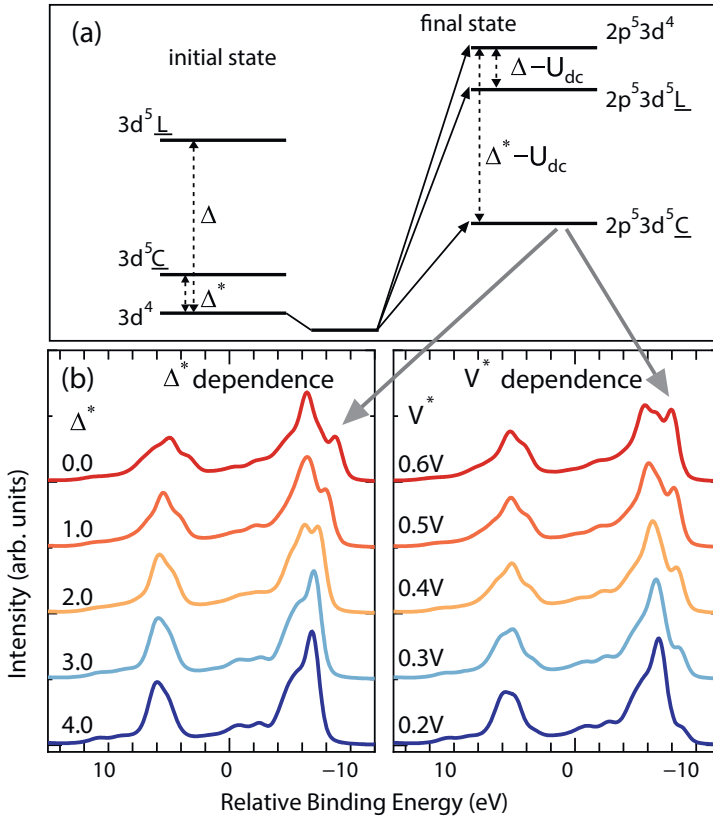 (a)
initial state
final state
3d⁵L̲
Δ
3d⁵C̲
Δ*
3d⁴
2p⁵3d⁴
Δ−U_dc
2p⁵3d⁵L̲
Δ*−U_dc
2p⁵3d⁵C̲
(b)
Δ* dependence
Δ*
0.0
1.0
2.0
3.0
4.0
V* dependence
V*
0.6V
0.5V
0.4V
0.3V
0.2V
10 0 −10
10 0 −10
Intensity (arb. units)
Relative Binding Energy (eV)